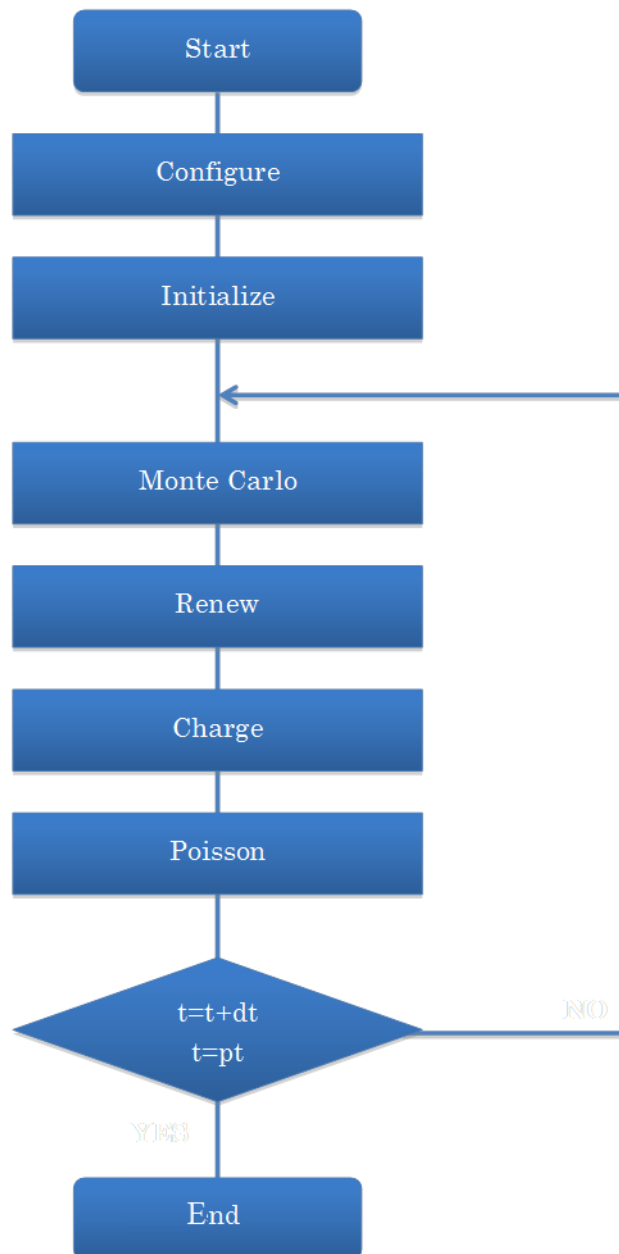 Start
Configure
Initialize
Monte Carlo
Renew
Charge
Poisson
t=t+dt
t=pt
NO
YES
End